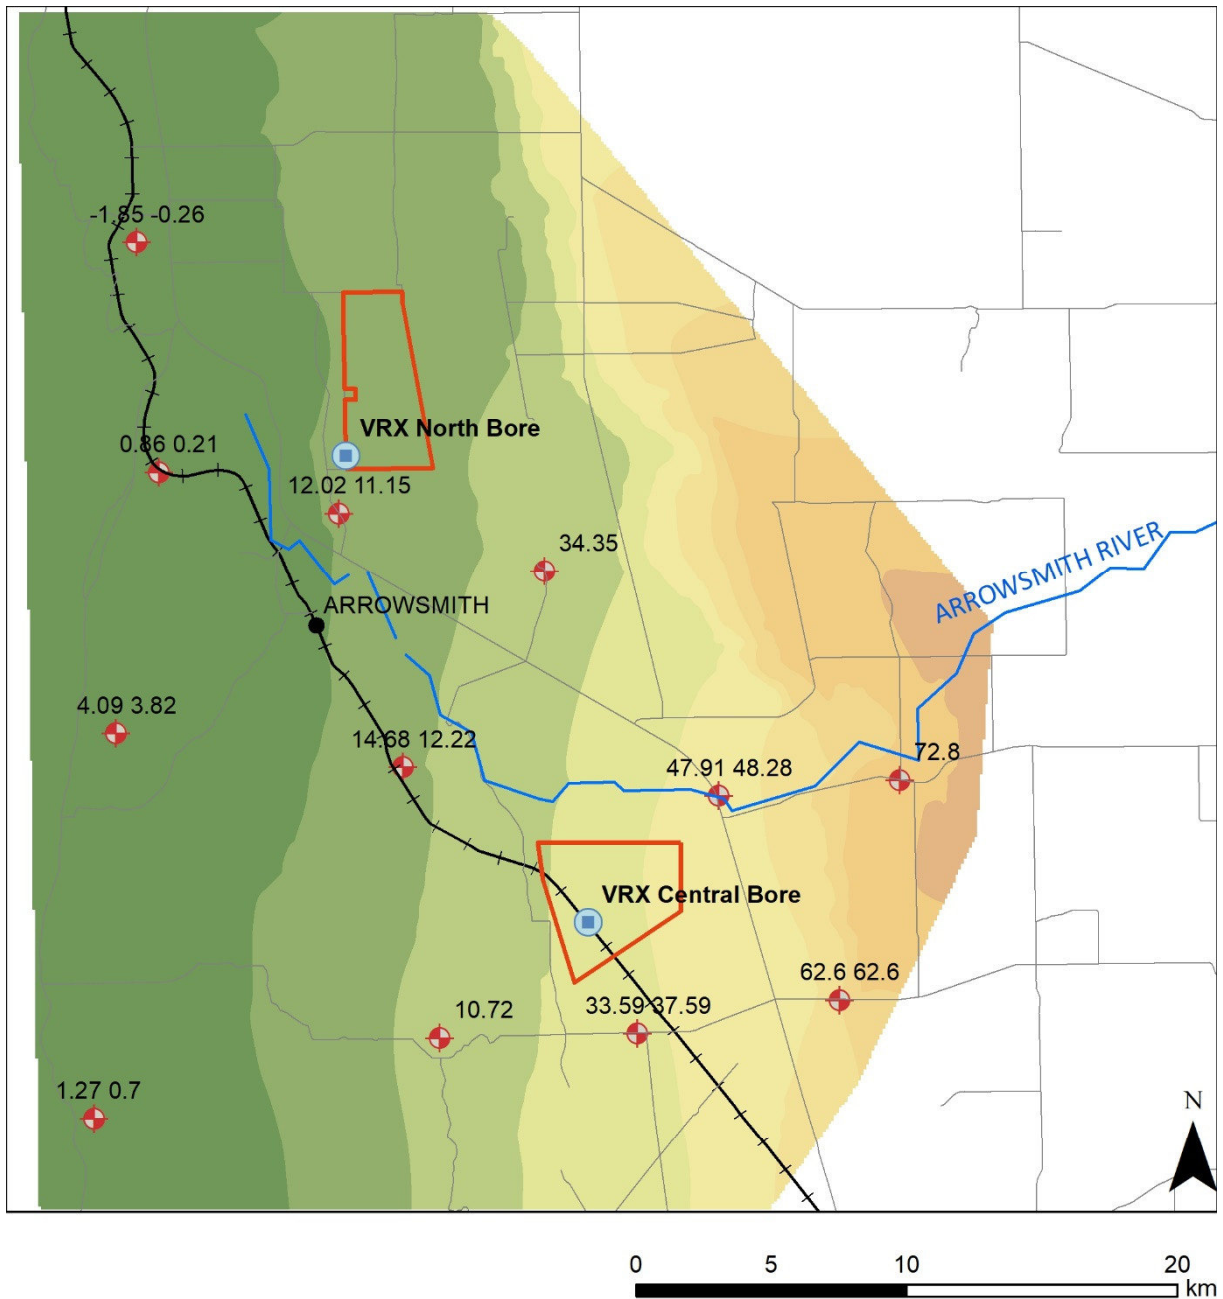 -1.85 -0.26
0.86 0.21
VRX North Bore
12.02 11.15
34.35
ARROWSMITH RIVER
ARROWSMITH
4.09 3.82
14.68 12.22
47.91 48.28
72.8
VRX Central Bore
62.6 62.6
10.72
33.59 37.59
1.27 0.7
N
0 5 10 20
km